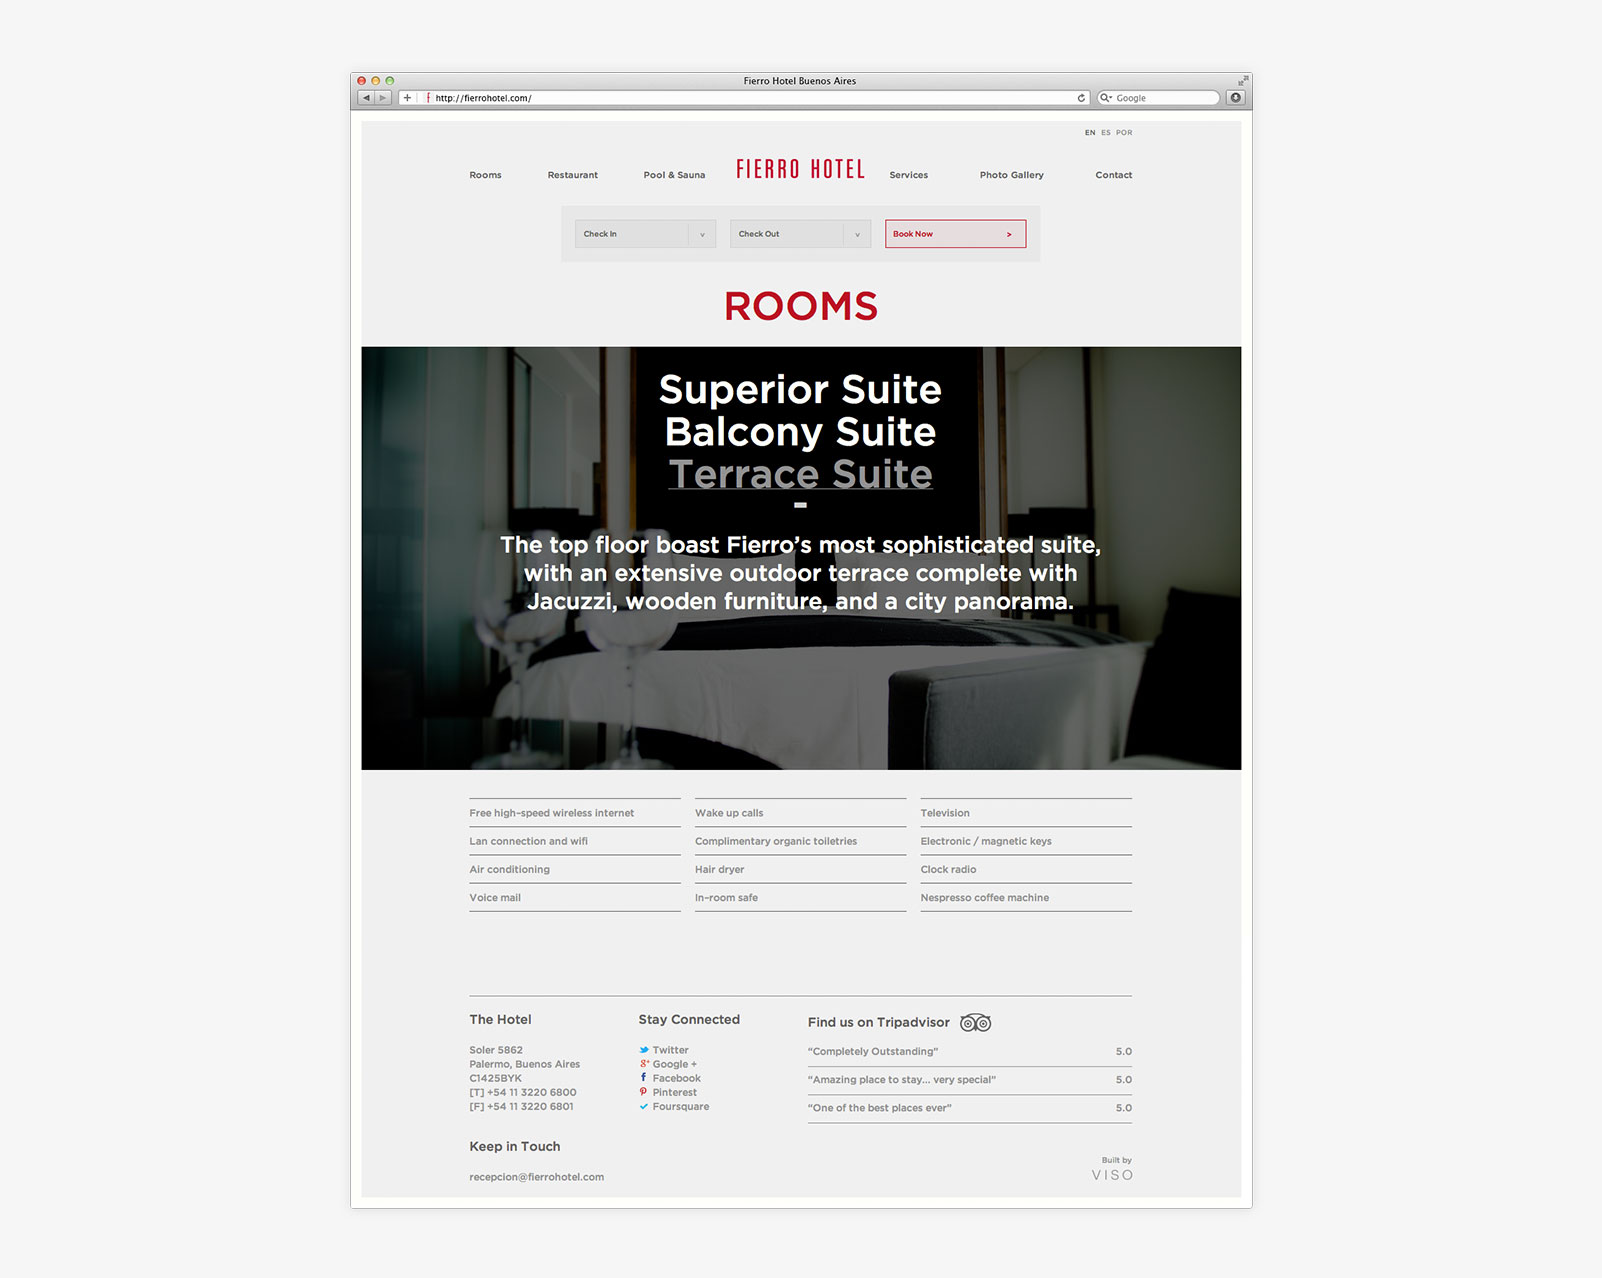 Fierro Hotel Buenos Aires
http://fierrohotel.com/
Google
EN ES POR
Rooms
Restaurant
Pool & Sauna
FIERRO HOTEL
Services
Photo Gallery
Contact
Check In
v
Check Out
v
Book Now
>
ROOMS
Superior Suite
Balcony Suite
Terrace Suite
The top floor boast Fierro’s most sophisticated suite,
with an extensive outdoor terrace complete with
Jacuzzi, wooden furniture, and a city panorama.
Free high-speed wireless internet
Lan connection and wifi
Air conditioning
Voice mail
Wake up calls
Complimentary organic toiletries
Hair dryer
In-room safe
Television
Electronic / magnetic keys
Clock radio
Nespresso coffee machine
The Hotel
Soler 5862
Palermo, Buenos Aires
C1425BYK
[T] +54 11 3220 6800
[F] +54 11 3220 6801
Keep in Touch
recepcion@fierrohotel.com
Stay Connected
Twitter
Google +
Facebook
Pinterest
Foursquare
Find us on Tripadvisor
“Completely Outstanding” 5.0
“Amazing place to stay... very special” 5.0
“One of the best places ever” 5.0
Built by
VISO